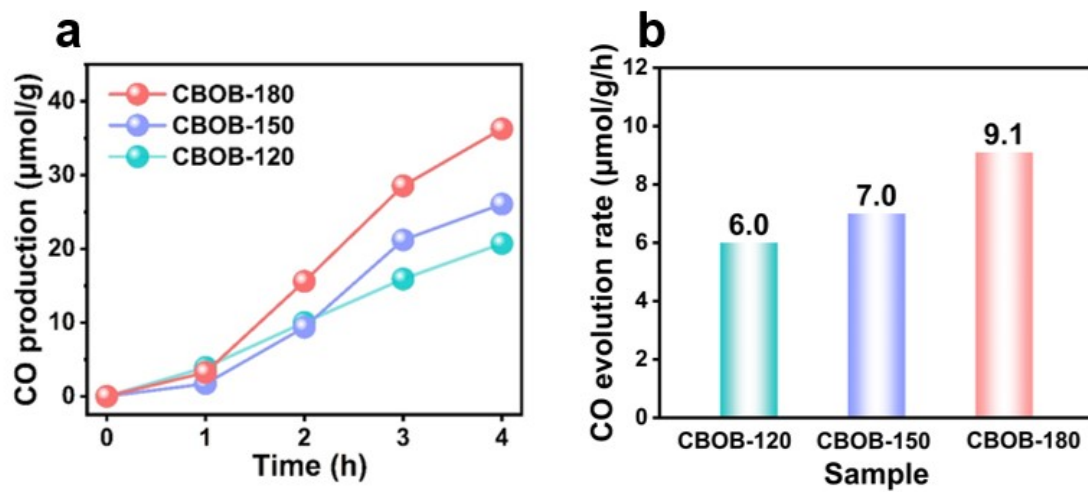 a
CO production (μmol/g)
40
30
20
10
0
CBOB-180
CBOB-150
CBOB-120
0 1 2 3 4
Time (h)
b
CO evolution rate (μmol/g/h)
12
10
8
6
4
2
0
6.0
7.0
9.1
CBOB-120 CBOB-150 CBOB-180
Sample